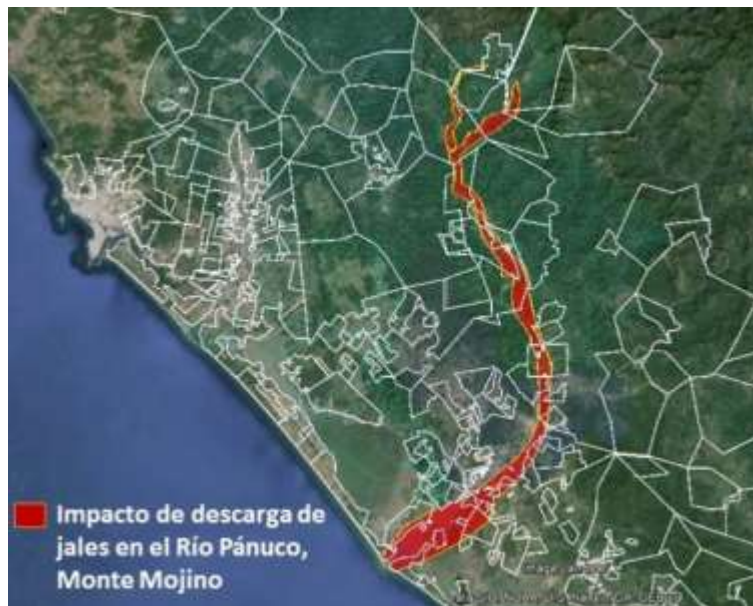 Impacto de descarga de
jales en el Río Pánuco,
Monte Mojino